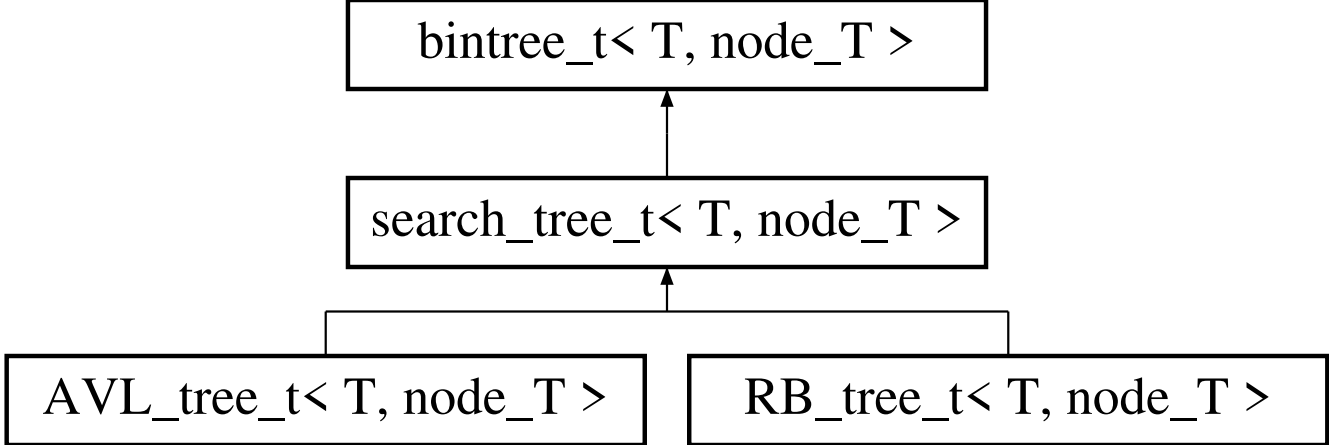 bintree_t< T, node_T >
search_tree_t< T, node_T >
AVL_tree_t< T, node_T >
RB_tree_t< T, node_T >